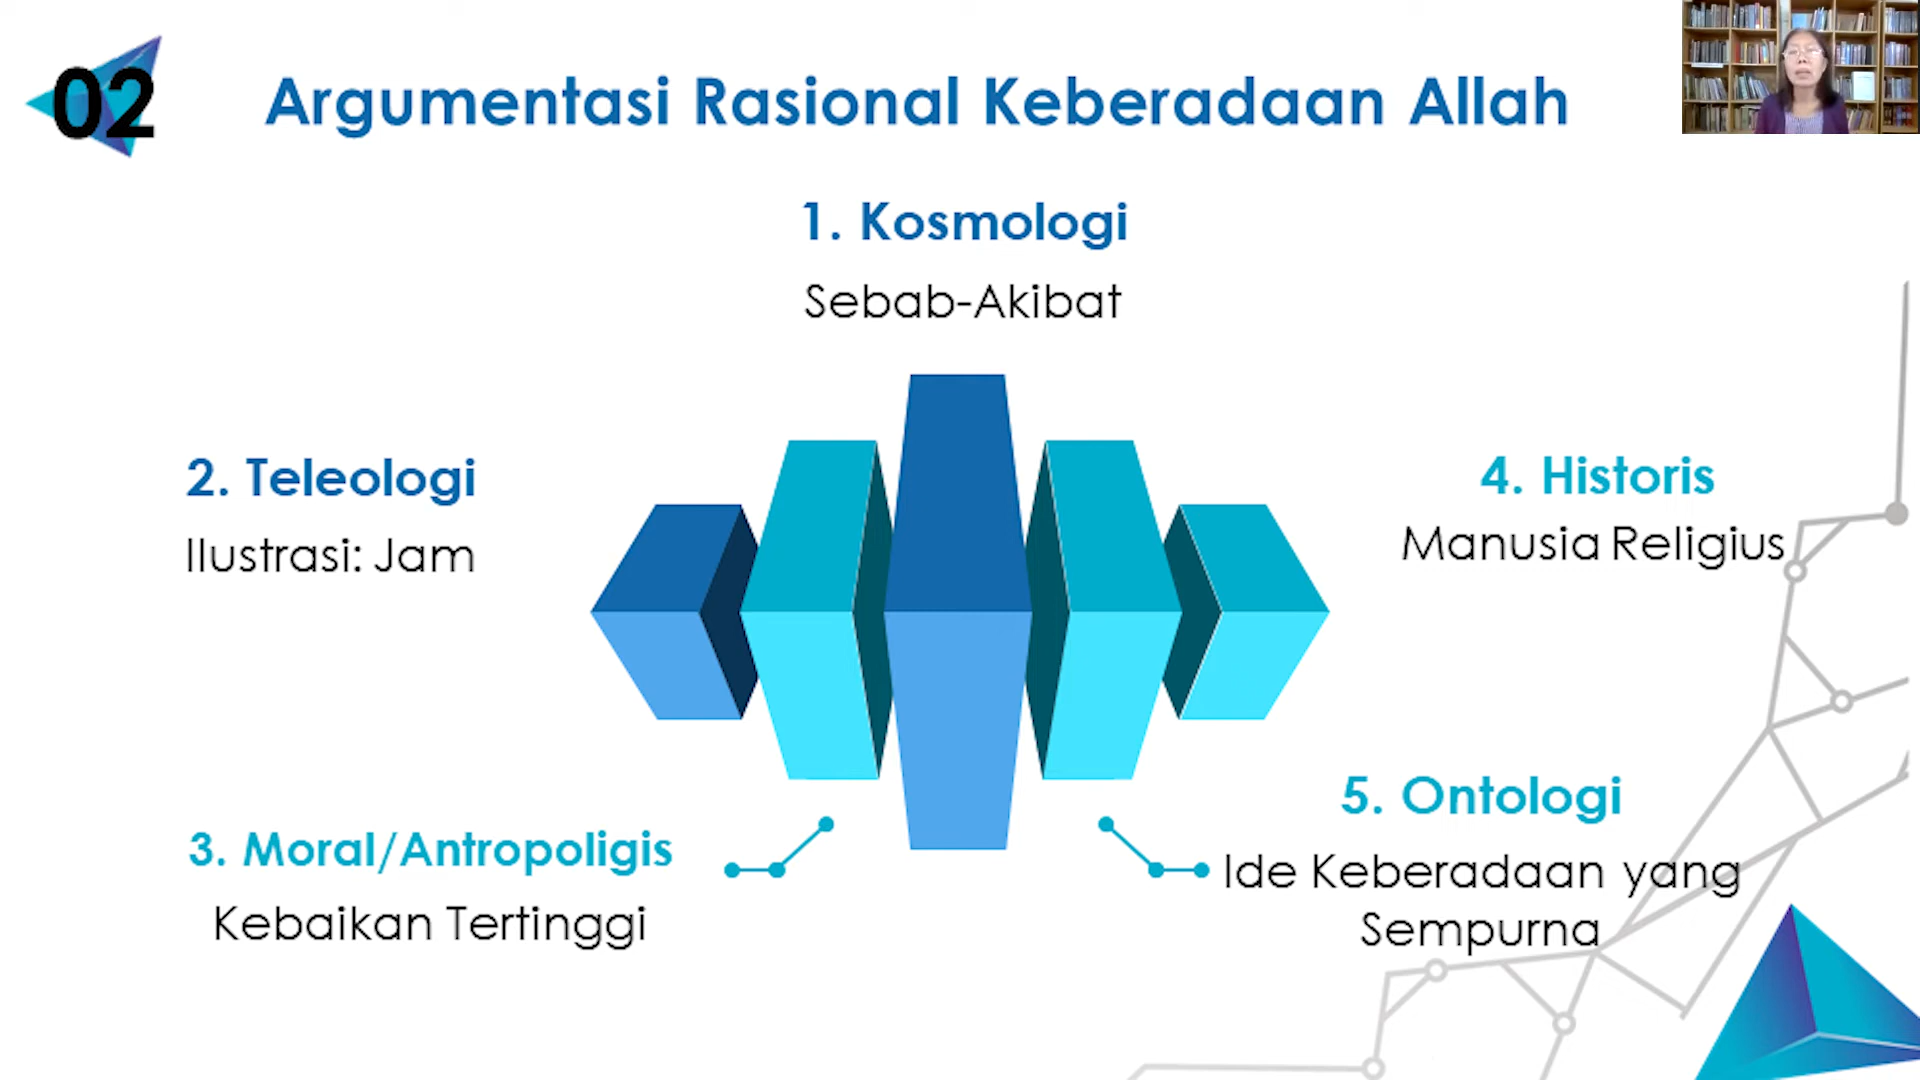 02
Argumentasi Rasional Keberadaan Allah
1. Kosmologi
Sebab-Akibat
2. Teleologi
Ilustrasi: Jam
3. Moral/Antropoligis
Kebaikan Tertinggi
4. Historis
Manusia Religius
5. Ontologi
Ide Keberadaan yang
Sempurna